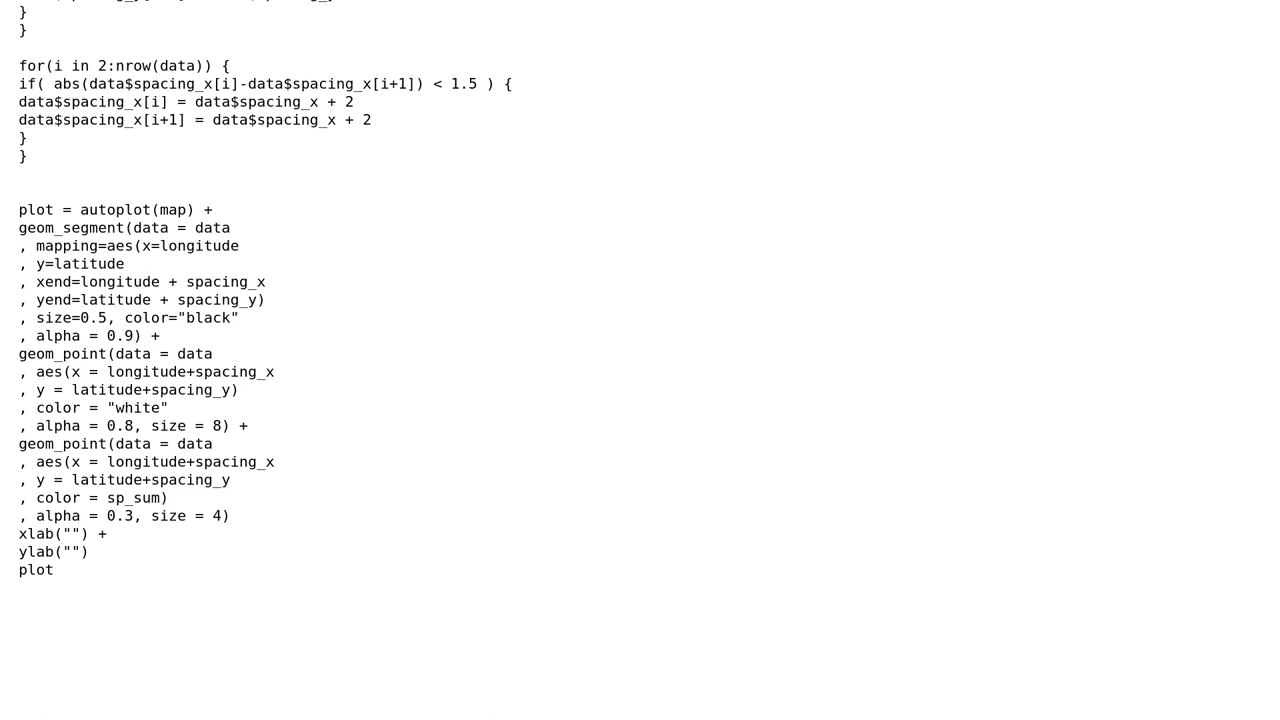 }
}
for(i in 2:nrow(data)) {
if( abs(data$spacing_x[i]-data$spacing_x[i+1]) < 1.5 ) {
data$spacing_x[i] = data$spacing_x + 2
data$spacing_x[i+1] = data$spacing_x + 2
}
}
plot = autoplot(map) +
geom_segment(data = data
, mapping=aes(x=longitude
, y=latitude
, xend=longitude + spacing_x
, yend=latitude + spacing_y)
, size=0.5, color="black"
, alpha = 0.9) +
geom_point(data = data
, aes(x = longitude+spacing_x
, y = latitude+spacing_y)
, color = "white"
, alpha = 0.8, size = 8) +
geom_point(data = data
, aes(x = longitude+spacing_x
, y = latitude+spacing_y
, color = sp_sum)
, alpha = 0.3, size = 4)
xlab("") +
ylab("")
plot